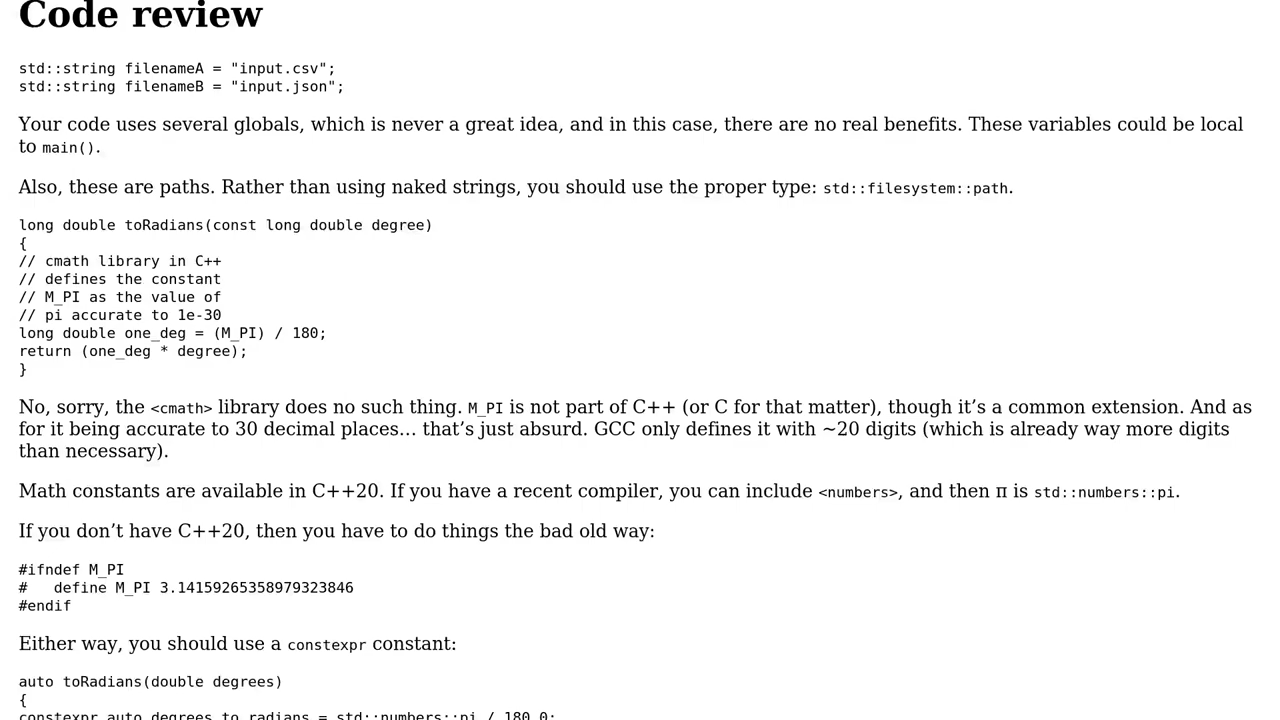 Code review
std::string filenameA = "input.csv";
std::string filenameB = "input.json";
Your code uses several globals, which is never a great idea, and in this case, there are no real benefits. These variables could be local
to main().
Also, these are paths. Rather than using naked strings, you should use the proper type: std::filesystem::path.
long double toRadians(const long double degree)
{
// cmath library in C++
// defines the constant
// M_PI as the value of
// pi accurate to 1e-30
long double one_deg = (M_PI) / 180;
return (one_deg * degree);
}
No, sorry, the <cmath> library does no such thing. M_PI is not part of C++ (or C for that matter), though it’s a common extension. And as
for it being accurate to 30 decimal places… that’s just absurd. GCC only defines it with ~20 digits (which is already way more digits
than necessary).
Math constants are available in C++20. If you have a recent compiler, you can include <numbers>, and then π is std::numbers::pi.
If you don’t have C++20, then you have to do things the bad old way:
#ifndef M_PI
#   define M_PI 3.14159265358979323846
#endif
Either way, you should use a constexpr constant:
auto toRadians(double degrees)
{
constexpr auto degrees_to_radians = std::numbers::pi / 180.0;